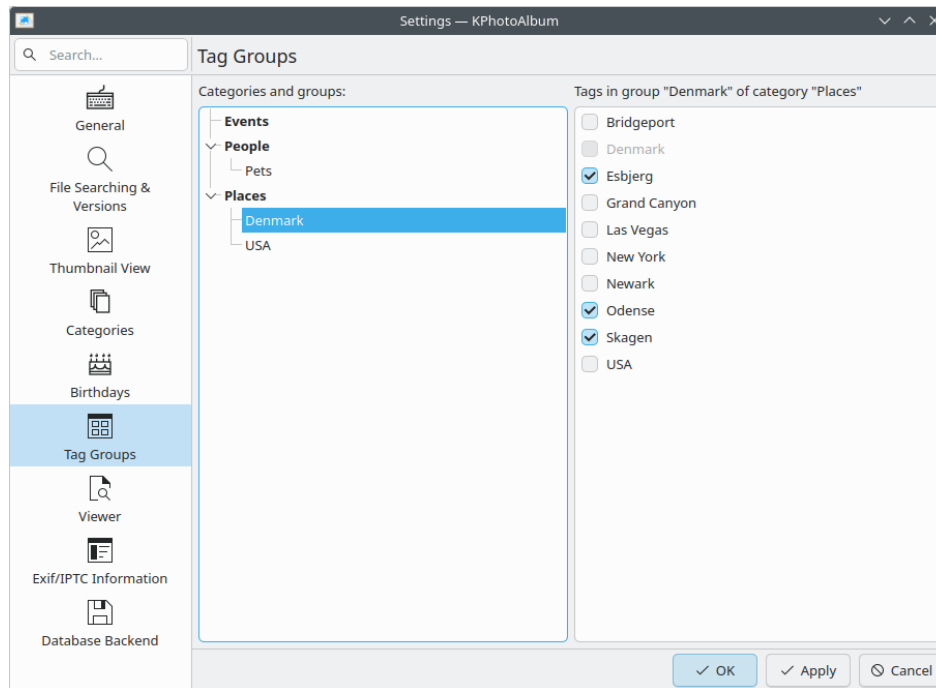 Settings — KPhotoAlbum
Search...
Tag Groups
General
File Searching &
Versions
Thumbnail View
Categories
Birthdays
Tag Groups
Viewer
Exif/IPTC Information
Database Backend
Categories and groups:
Events
People
Pets
Places
Denmark
USA
Tags in group "Denmark" of category "Places"
Bridgeport
Denmark
Esbjerg
Grand Canyon
Las Vegas
New York
Newark
Odense
Skagen
USA
OK
Apply
Cancel